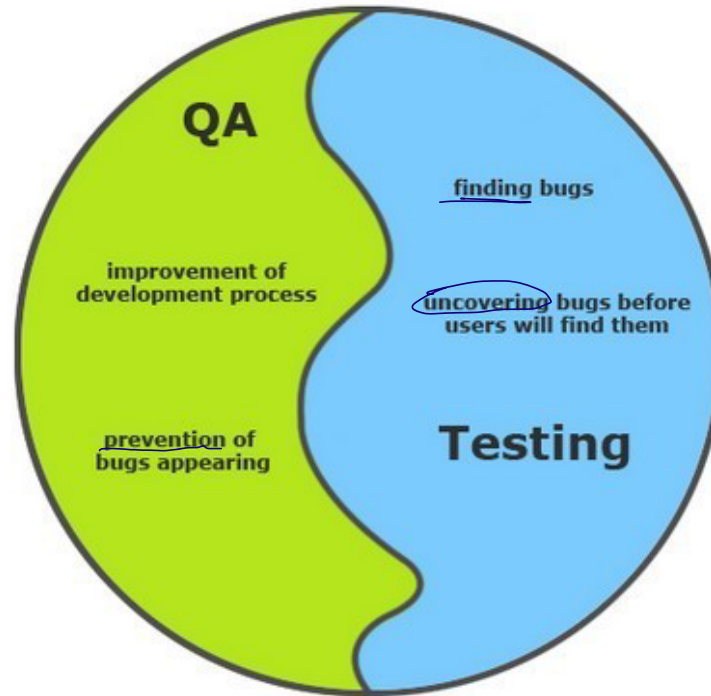 QA
improvement of
development process
prevention of
bugs appearing
finding bugs
uncovering bugs before
users will find them
Testing